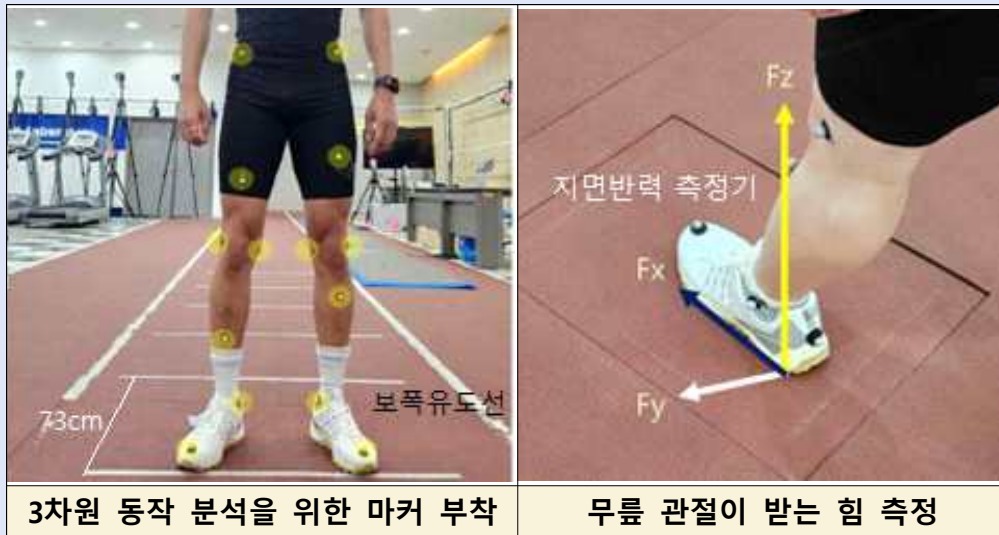 73cm
보폭유도선
Fz
지면반력 측정기
Fx
Fy
3차원 동작 분석을 위한 마커 부착
무릎 관절이 받는 힘 측정